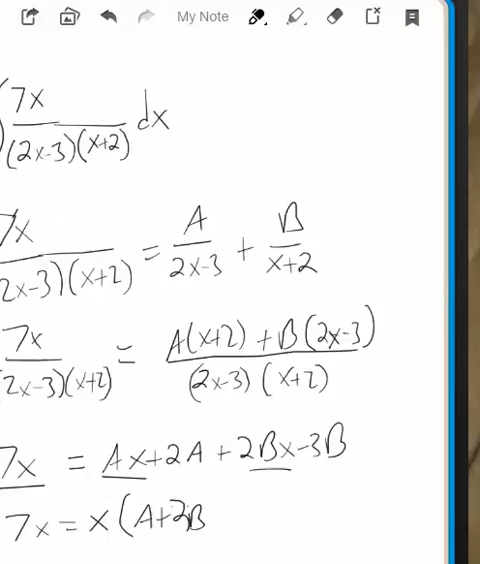 My Note
∫ 7x / (2x-3)(x+2) dx
7x / (2x-3)(x+2) = A / 2x-3 + B / x+2
7x / (2x-3)(x+2) = A(x+2) + B(2x-3) / (2x-3)(x+2)
7x = Ax+2A + 2Bx-3B
7x = x(A+2B